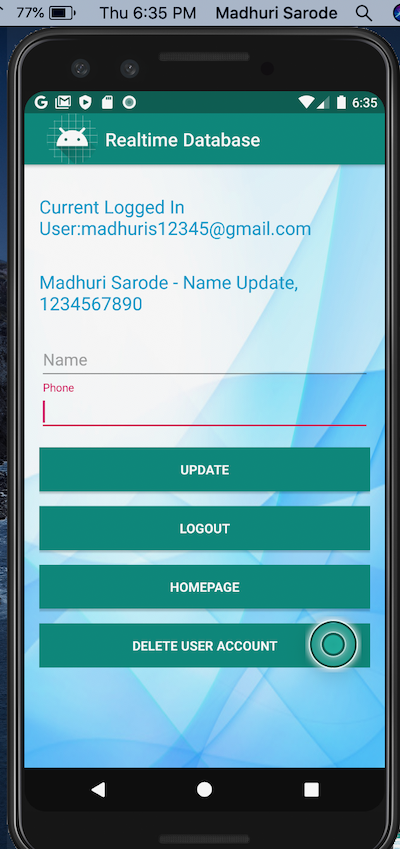 77% Thu 6:35 PM Madhuri Sarode
6:35
Realtime Database
Current Logged In
User:madhuris12345@gmail.com
Madhuri Sarode - Name Update,
1234567890
Name
Phone
UPDATE
LOGOUT
HOMEPAGE
DELETE USER ACCOUNT